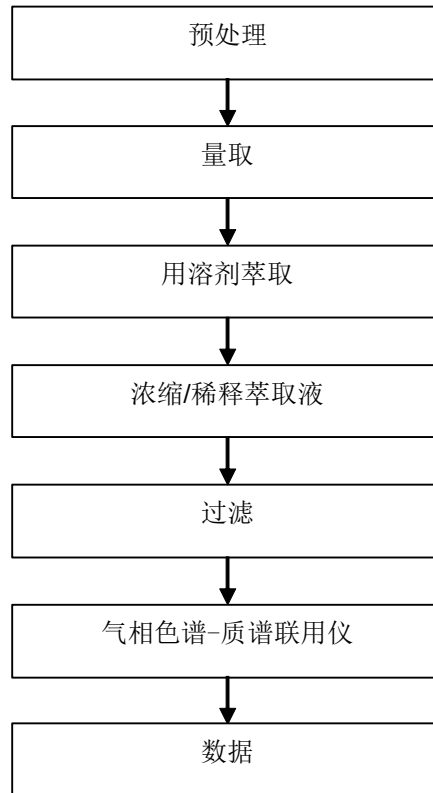 预处理
量取
用溶剂萃取
浓缩/稀释萃取液
过滤
气相色谱-质谱联用仪
数据